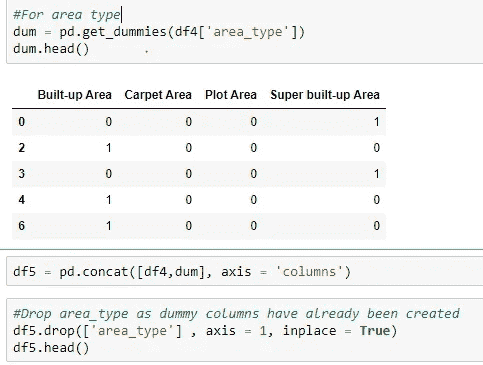 #For area type
dum = pd.get_dummies(df4['area_type'])
dum.head()
Built-up Area Carpet Area Plot Area Super built-up Area
0 0 0 0 1
2 1 0 0 0
3 0 0 0 1
4 1 0 0 0
6 1 0 0 0
df5 = pd.concat([df4,dum], axis = 'columns')
#Drop area_type as dummy columns have already been created
df5.drop(['area_type'] , axis = 1, inplace = True)
df5.head()